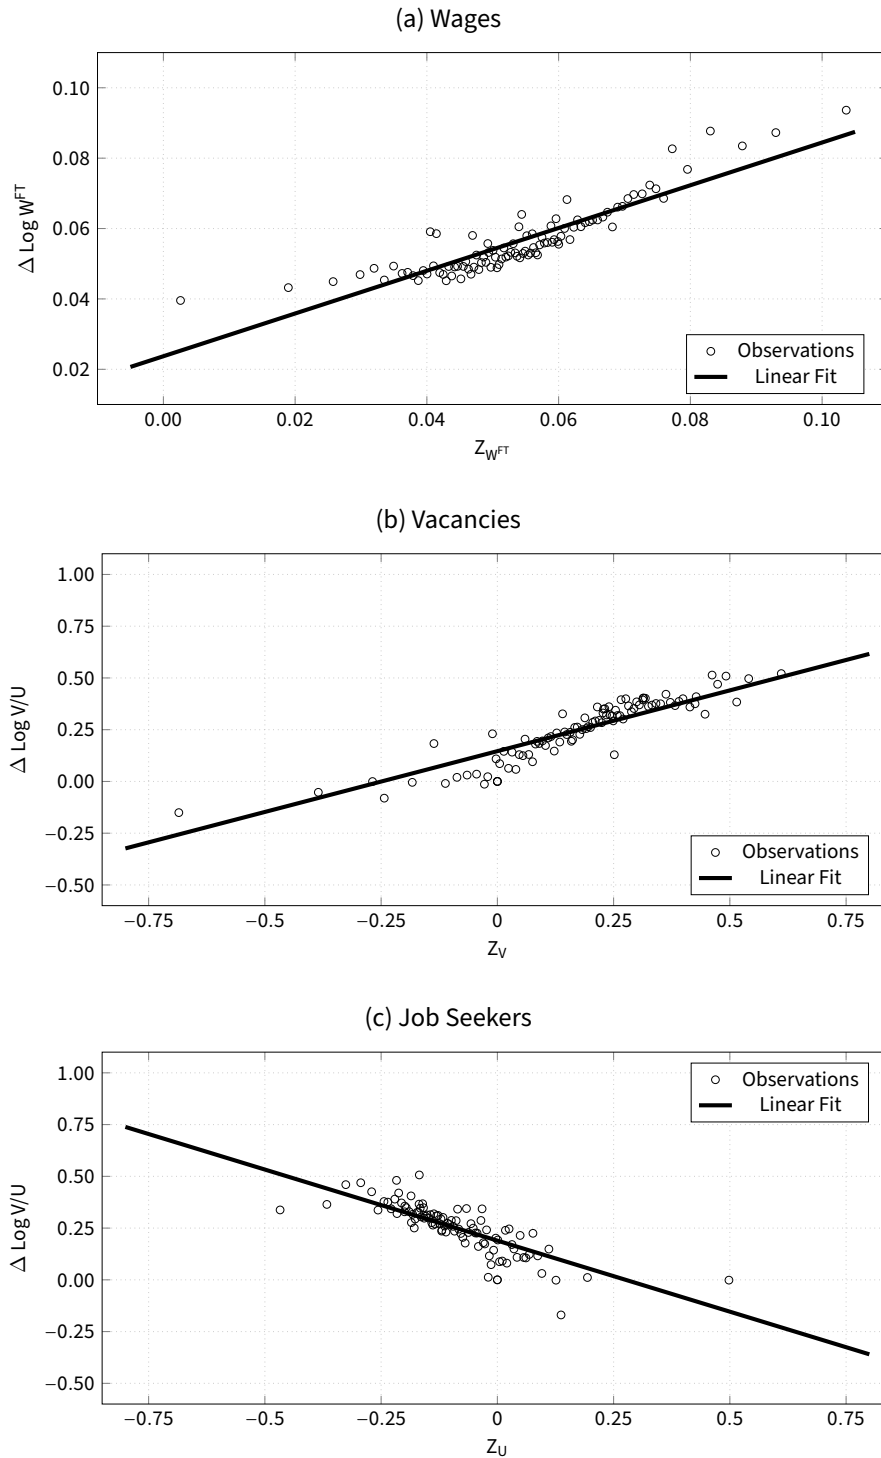 (a) Wages
0.10
0.08
0.06
0.04
0.02
Δ Log W^FT
Observations
Linear Fit
0.00 0.02 0.04 0.06 0.08 0.10
Z_W^FT
(b) Vacancies
1.00
0.75
0.50
0.25
0.00
−0.25
−0.50
Δ Log V/U
Observations
Linear Fit
−0.75 −0.5 −0.25 0 0.25 0.5 0.75
Z_V
(c) Job Seekers
1.00
0.75
0.50
0.25
0.00
−0.25
−0.50
Δ Log V/U
Observations
Linear Fit
−0.75 −0.5 −0.25 0 0.25 0.5 0.75
Z_U